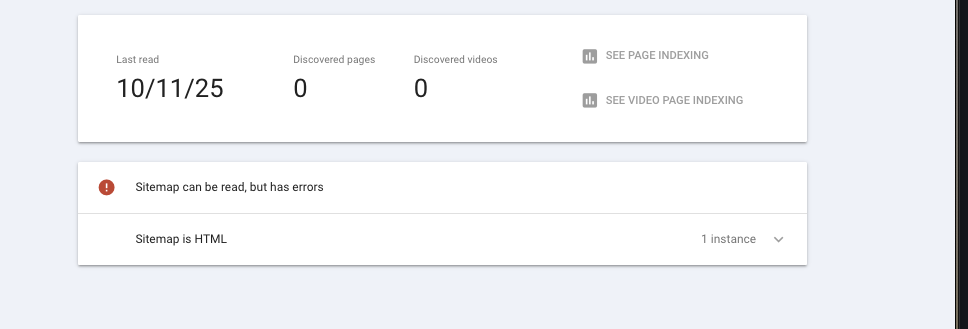 Last read
10/11/25
Discovered pages
0
Discovered videos
0
SEE PAGE INDEXING
SEE VIDEO PAGE INDEXING
Sitemap can be read, but has errors
Sitemap is HTML
1 instance